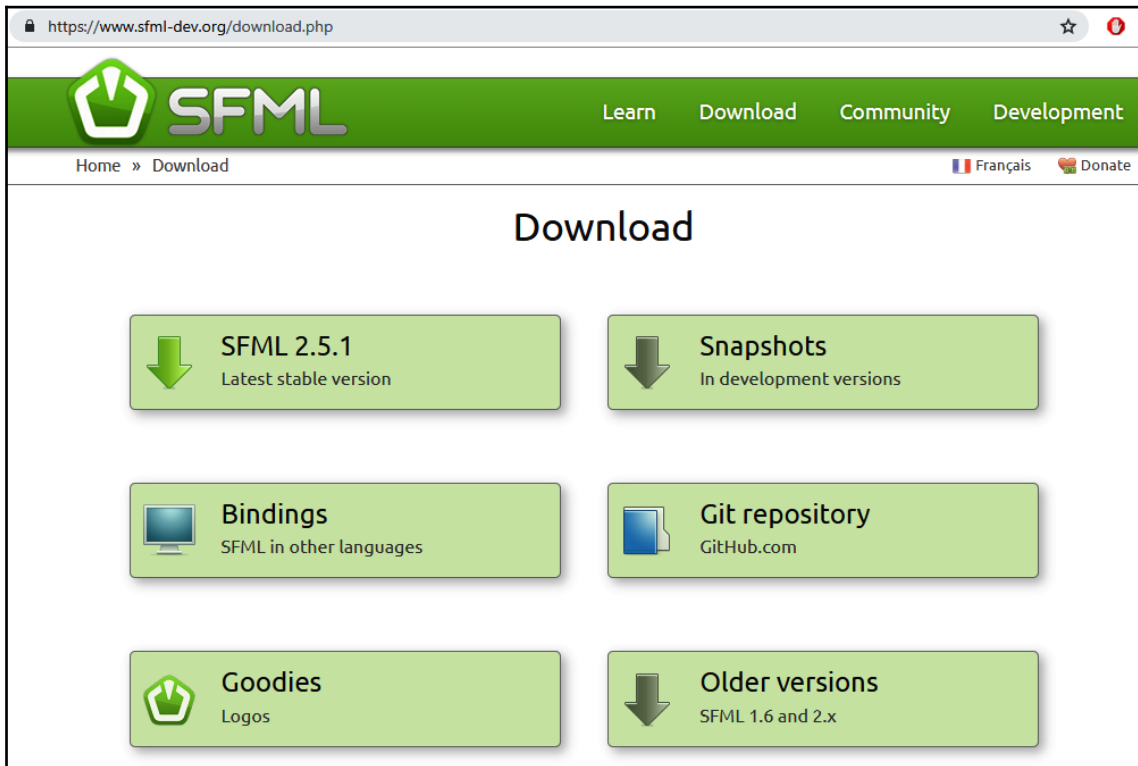 https://www.sfml-dev.org/download.php
SFML
Learn Download Community Development
Home » Download
Français Donate
Download
SFML 2.5.1
Latest stable version
Snapshots
In development versions
Bindings
SFML in other languages
Git repository
GitHub.com
Goodies
Logos
Older versions
SFML 1.6 and 2.x